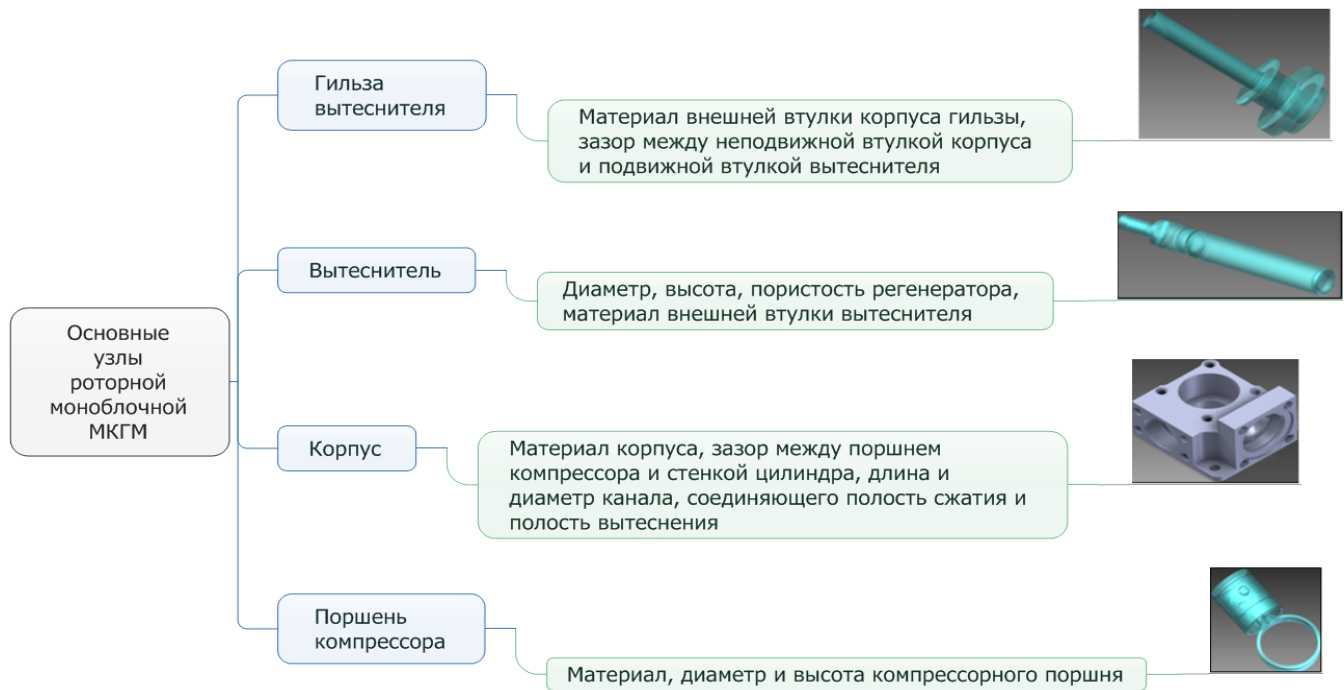 Гильза
вытеснителя
Материал внешней втулки корпуса гильзы,
зазор между неподвижной втулкой корпуса
и подвижной втулкой вытеснителя
Вытеснитель
Диаметр, высота, пористость регенератора,
материал внешней втулки вытеснителя
Основные
узлы
роторной
моноблочной
МКГМ
Корпус
Материал корпуса, зазор между поршнем
компрессора и стенкой цилиндра, длина и
диаметр канала, соединяющего полость сжатия и
полость вытеснения
Поршень
компрессора
Материал, диаметр и высота компрессорного поршня